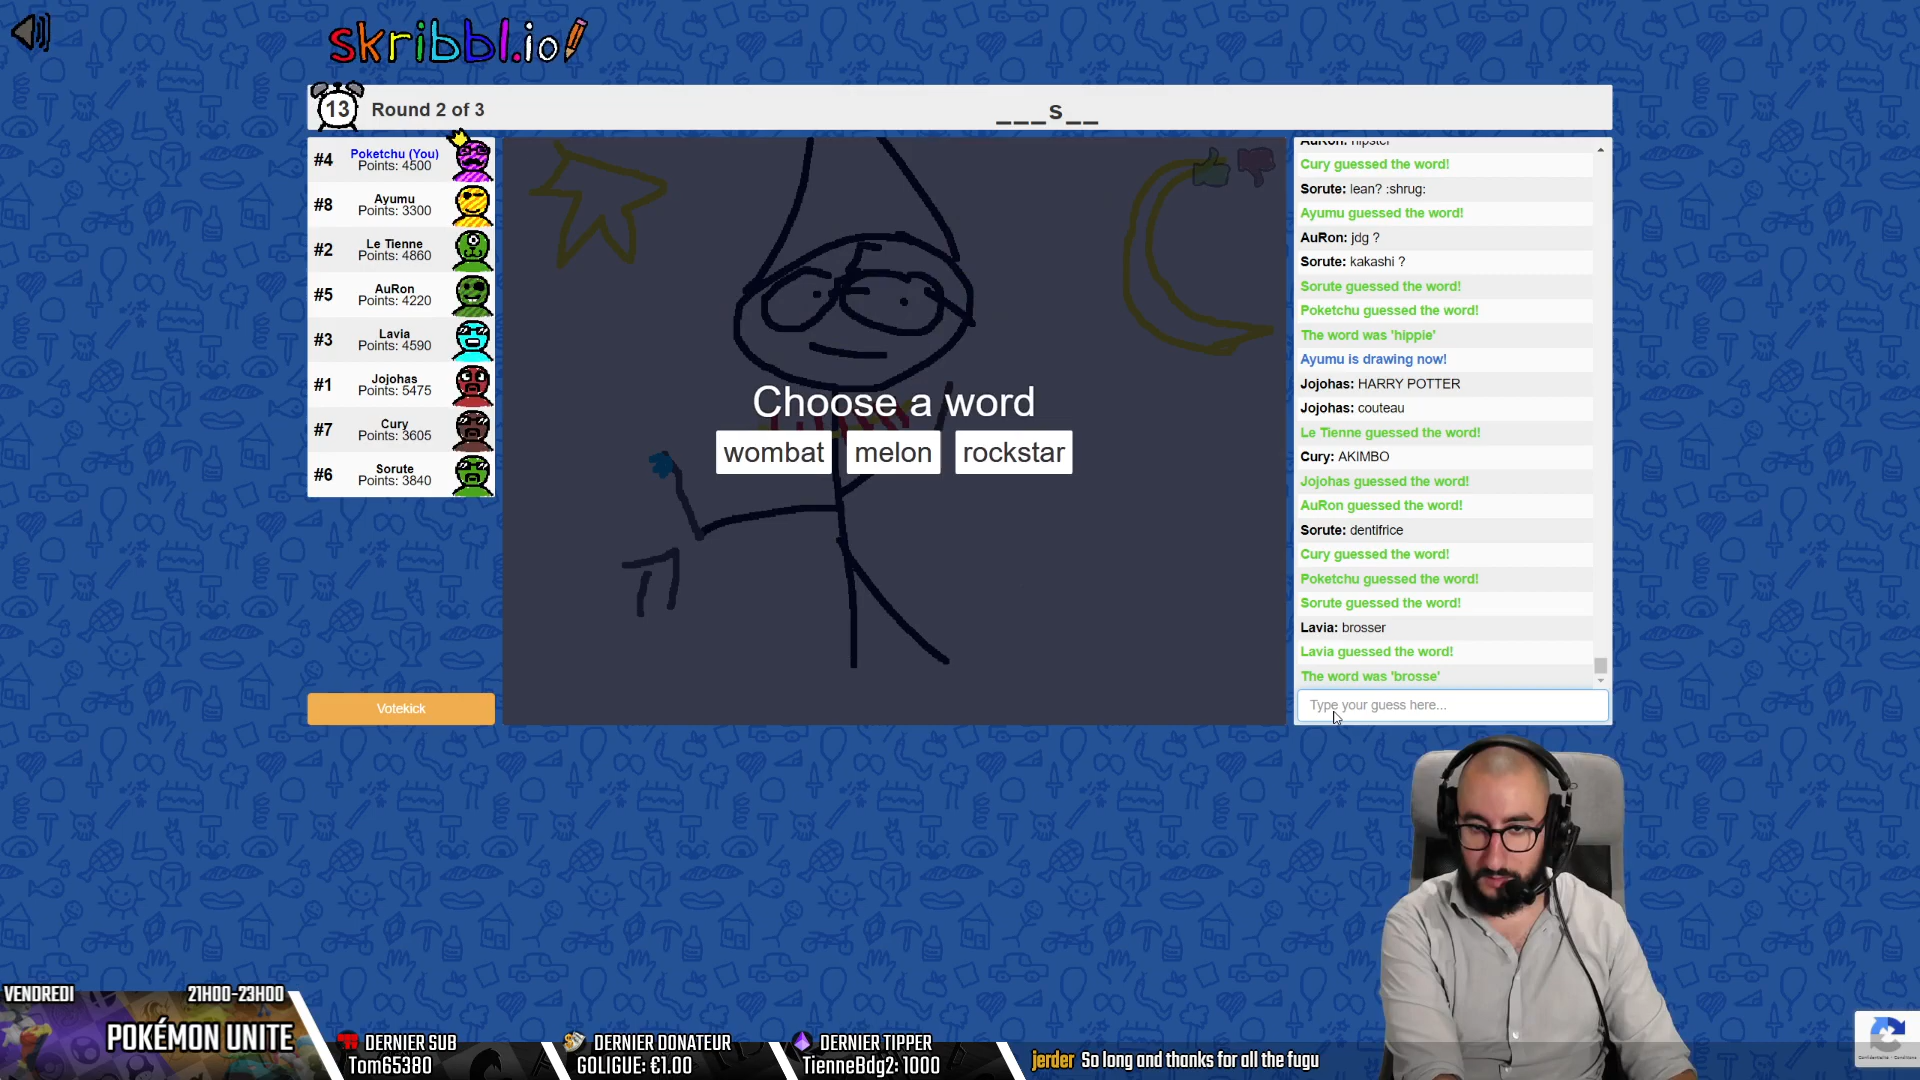 skribbl.io
13
Round 2 of 3
___s__
#4
Poketchu (You)
Points: 4500
#8
Ayumu
Points: 3300
#2
Le Tienne
Points: 4860
#5
AuRon
Points: 4220
#3
Lavia
Points: 4590
#1
Jojohas
Points: 5475
#7
Cury
Points: 3605
#6
Sorute
Points: 3840
Votekick
Choose a word
wombat
melon
rockstar
AuRon: hipster
Cury guessed the word!
Sorute: lean? :shrug:
Ayumu guessed the word!
AuRon: jdg ?
Sorute: kakashi ?
Sorute guessed the word!
Poketchu guessed the word!
The word was 'hippie'
Ayumu is drawing now!
Jojohas: HARRY POTTER
Jojohas: couteau
Le Tienne guessed the word!
Cury: AKIMBO
Jojohas guessed the word!
AuRon guessed the word!
Sorute: dentifrice
Cury guessed the word!
Poketchu guessed the word!
Sorute guessed the word!
Lavia: brosser
Lavia guessed the word!
The word was 'brosse'
Type your guess here...
VENDREDI
21H00-23H00
POKÉMON UNITE
DERNIER SUB
Tom65380
DERNIER DONATEUR
GOLIGUE: €1.00
DERNIER TIPPER
TienneBdg2: 1000
jerder So long and thanks for all the fugu